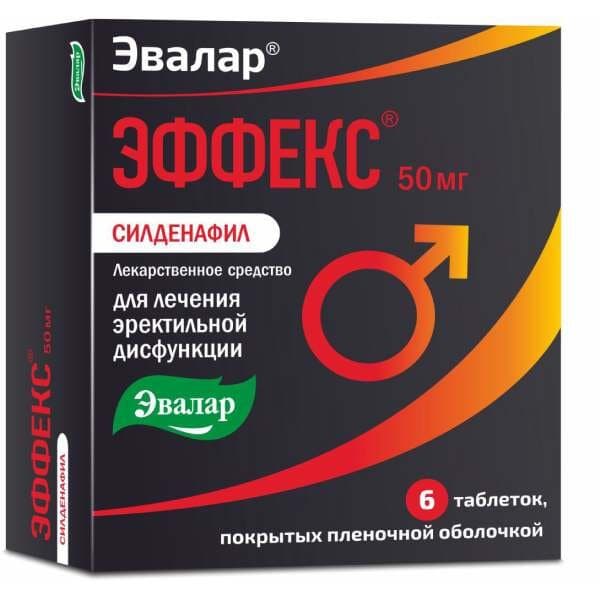 Эвалар®
ЭФФЕКС® 50 мг
СИЛДЕНАФИЛ
Лекарственное средство
для лечения
эректильной
дисфункции
Эвалар
6 таблеток,
покрытых пленочной оболочкой
Эвалар
ЭФФЕКС® 50 мг
СИЛДЕНАФИЛ